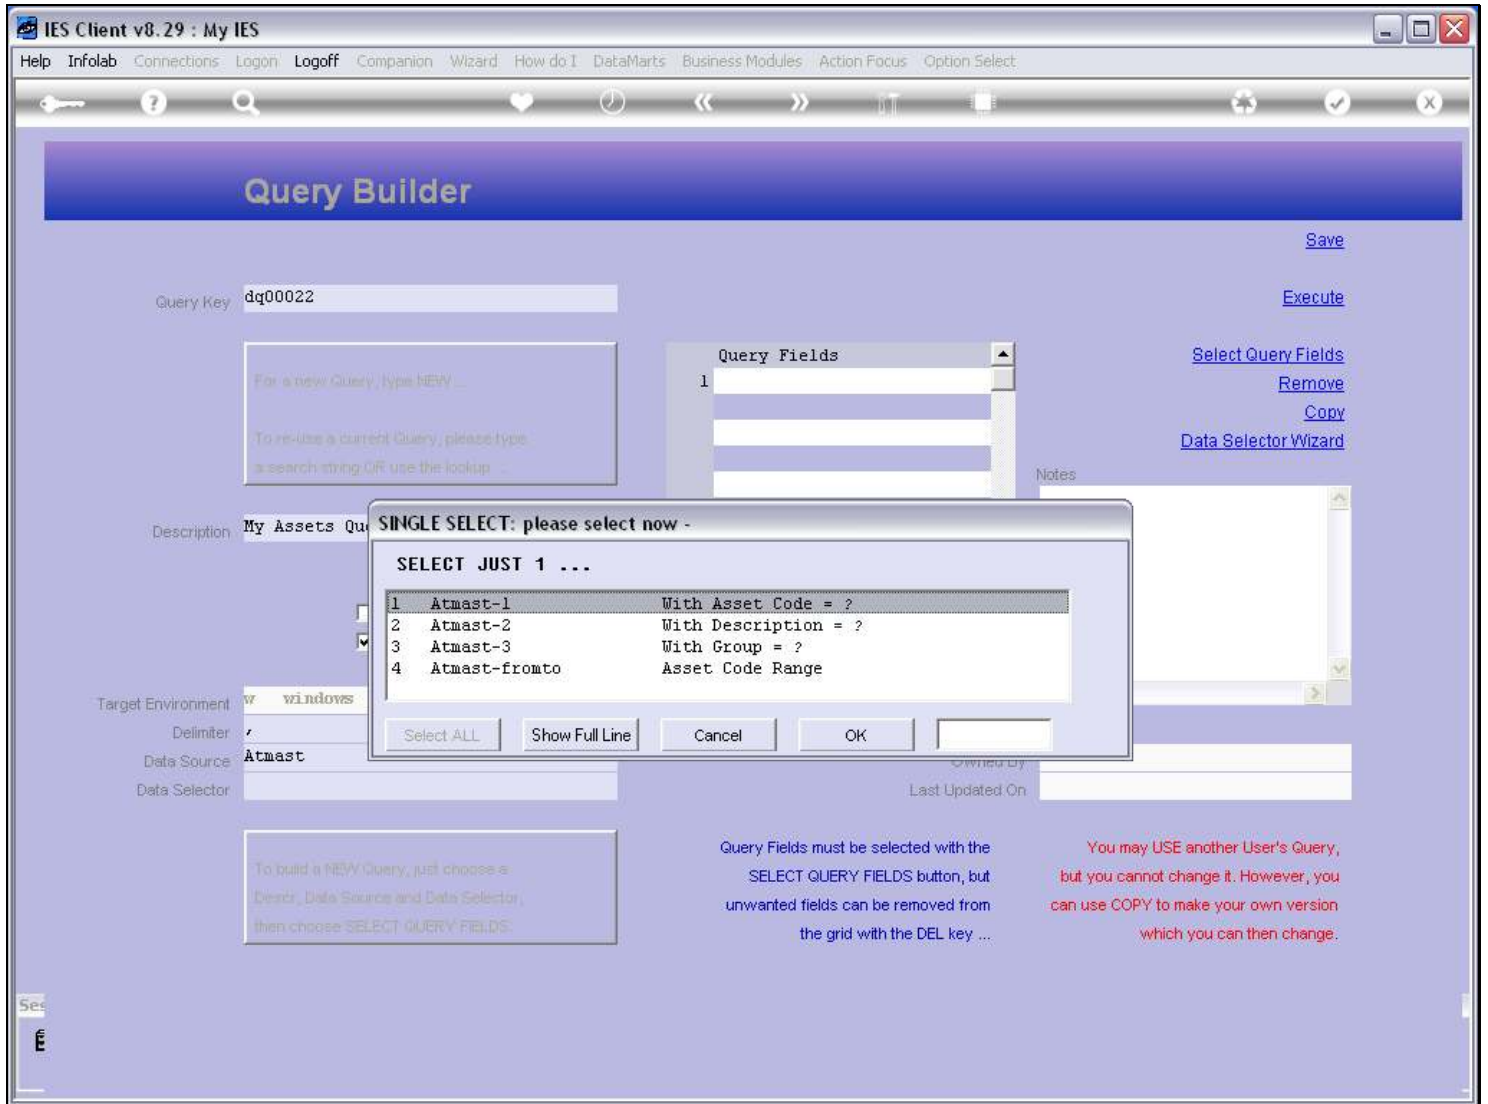 IES Client v8.29 : My IES
Help Infolab Connections Logon Logoff Companion Wizard How do I DataMarts Business Modules Action Focus Option Select
Query Builder
Save
Query Key dq00022
Execute
For a new Query, type NEW ...
To re-use a current Query, please type
a search string OR use the lookup ...
Query Fields
1
Select Query Fields
Remove
Copy
Data Selector Wizard
Notes
Description My Assets
SINGLE SELECT: please select now -
SELECT JUST 1 ...
1 Atmast-1 With Asset Code = ?
2 Atmast-2 With Description = ?
3 Atmast-3 With Group = ?
4 Atmast-fromto Asset Code Range
Select ALL Show Full Line Cancel OK
Target Environment w windows
Delimiter ,
Data Source Atmast
Owned By
Data Selector
Last Updated On
To build a NEW Query, just choose a
Descr, Data Source and Data Selector,
then choose SELECT QUERY FIELDS.
Query Fields must be selected with the
SELECT QUERY FIELDS button, but
unwanted fields can be removed from
the grid with the DEL key ...
You may USE another User's Query,
but you cannot change it. However, you
can use COPY to make your own version
which you can then change.